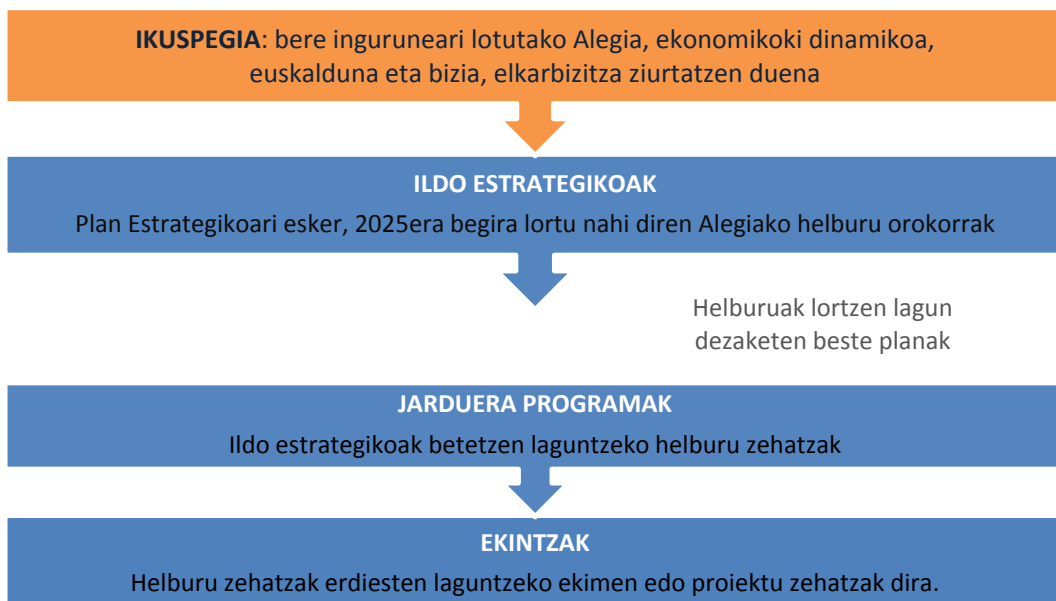 IKUSPEGIA: bere inguruneari lotutako Alegia, ekonomikoki dinamikoa,
euskalduna eta bizia, elkarbizitza ziurtatzen duena
ILDO ESTRATEGIKOAK
Plan Estrategikoari esker, 2025era begira lortu nahi diren Alegiako helburu orokorrak
Helburuak lortzen lagun
dezaketen beste planak
JARDUERA PROGRAMAK
Ildo estrategikoak betetzen laguntzeko helburu zehatzak
EKINTZAK
Helburu zehatzak erdiesten laguntzeko ekimen edo proiektu zehatzak dira.